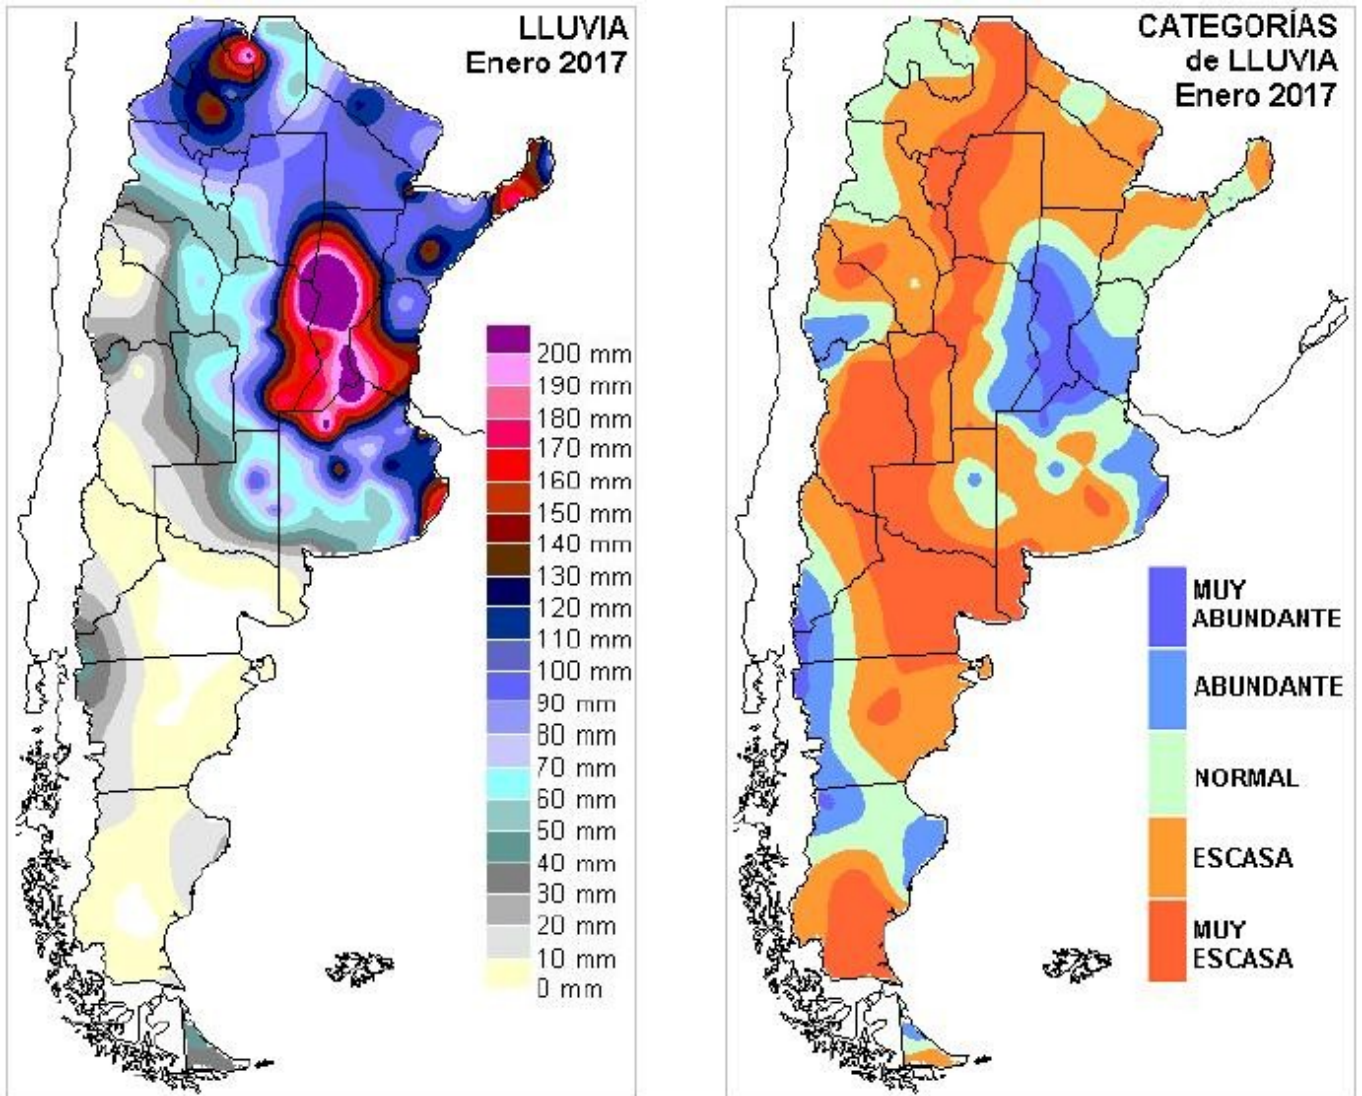 LLUVIA
Enero 2017
200 mm
190 mm
180 mm
170 mm
160 mm
150 mm
140 mm
130 mm
120 mm
110 mm
100 mm
90 mm
80 mm
70 mm
60 mm
50 mm
40 mm
30 mm
20 mm
10 mm
0 mm
CATEGORÍAS
de LLUVIA
Enero 2017
MUY
ABUNDANTE
ABUNDANTE
NORMAL
ESCASA
MUY
ESCASA